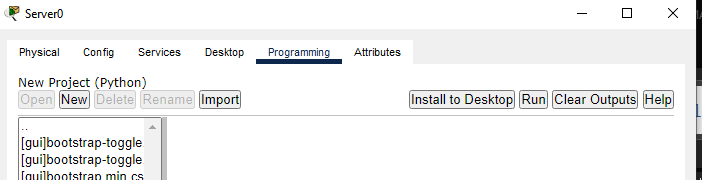 Server0
Physical Config Services Desktop Programming Attributes
New Project (Python)
Open New Delete Rename Import Install to Desktop Run Clear Outputs Help
..
[gui]bootstrap-toggle
[gui]bootstrap-toggle
[gui]bootstrap.min.cs